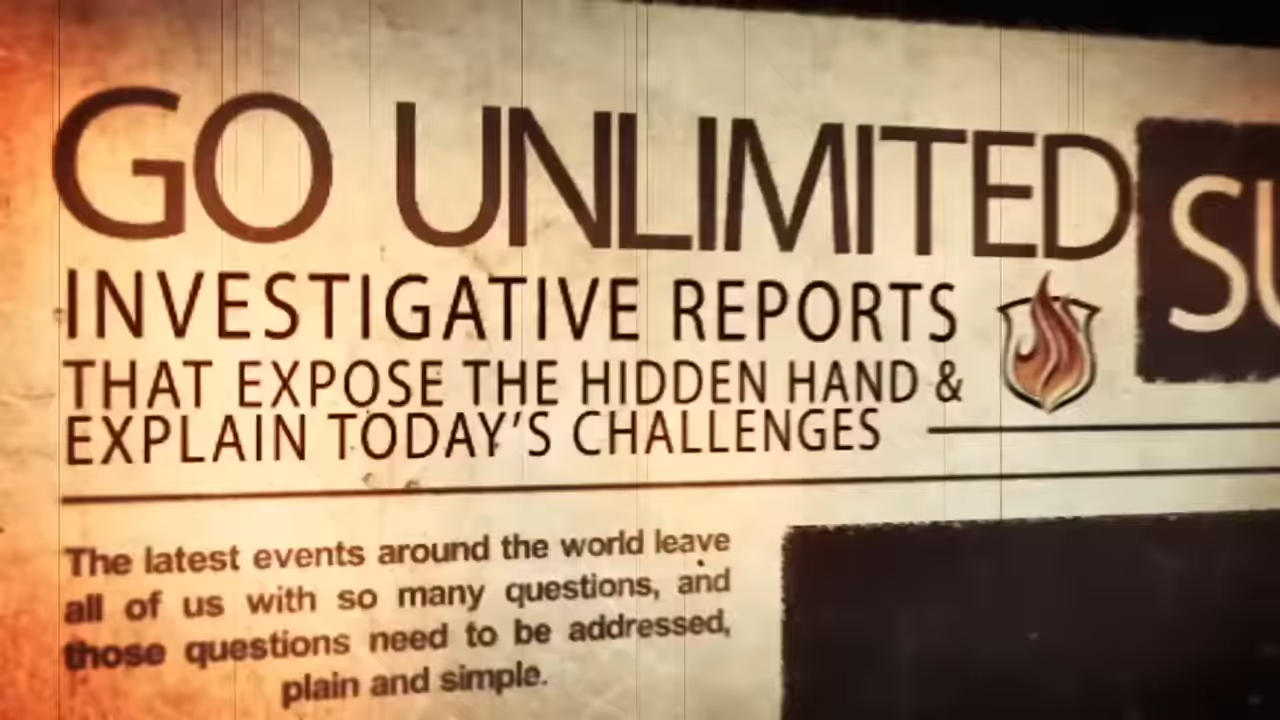 GO UNLIMITED
SU
INVESTIGATIVE REPORTS
THAT EXPOSE THE HIDDEN HAND &
EXPLAIN TODAY'S CHALLENGES
The latest events around the world leave
all of us with so many questions, and
those questions need to be addressed,
plain and simple.